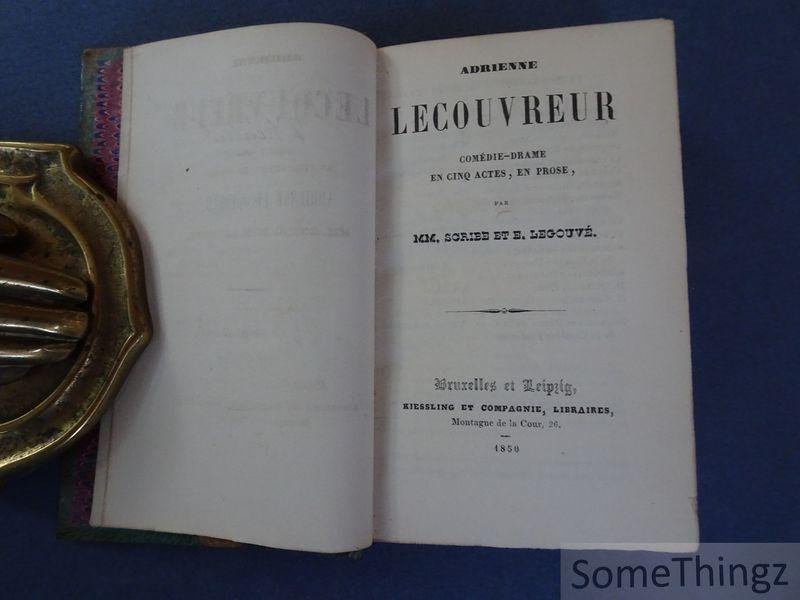 ADRIENNE
LECOUVREUR
COMÉDIE-DRAME
EN CINQ ACTES, EN PROSE,
PAR
MM. SCRIBE ET E. LEGOUVÉ.
Bruxelles et Leipzig,
KIESSLING ET COMPAGNIE, LIBRAIRES,
Montagne de la Cour, 26.
1850
SomeThingz